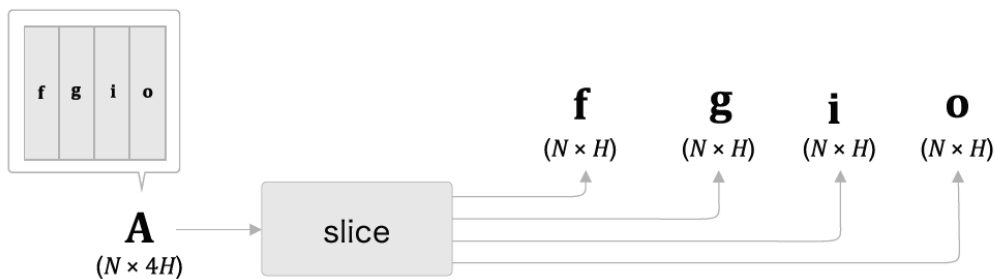 f g i o
f g i o
(N × H) (N × H) (N × H) (N × H)
A
slice
(N × 4H)